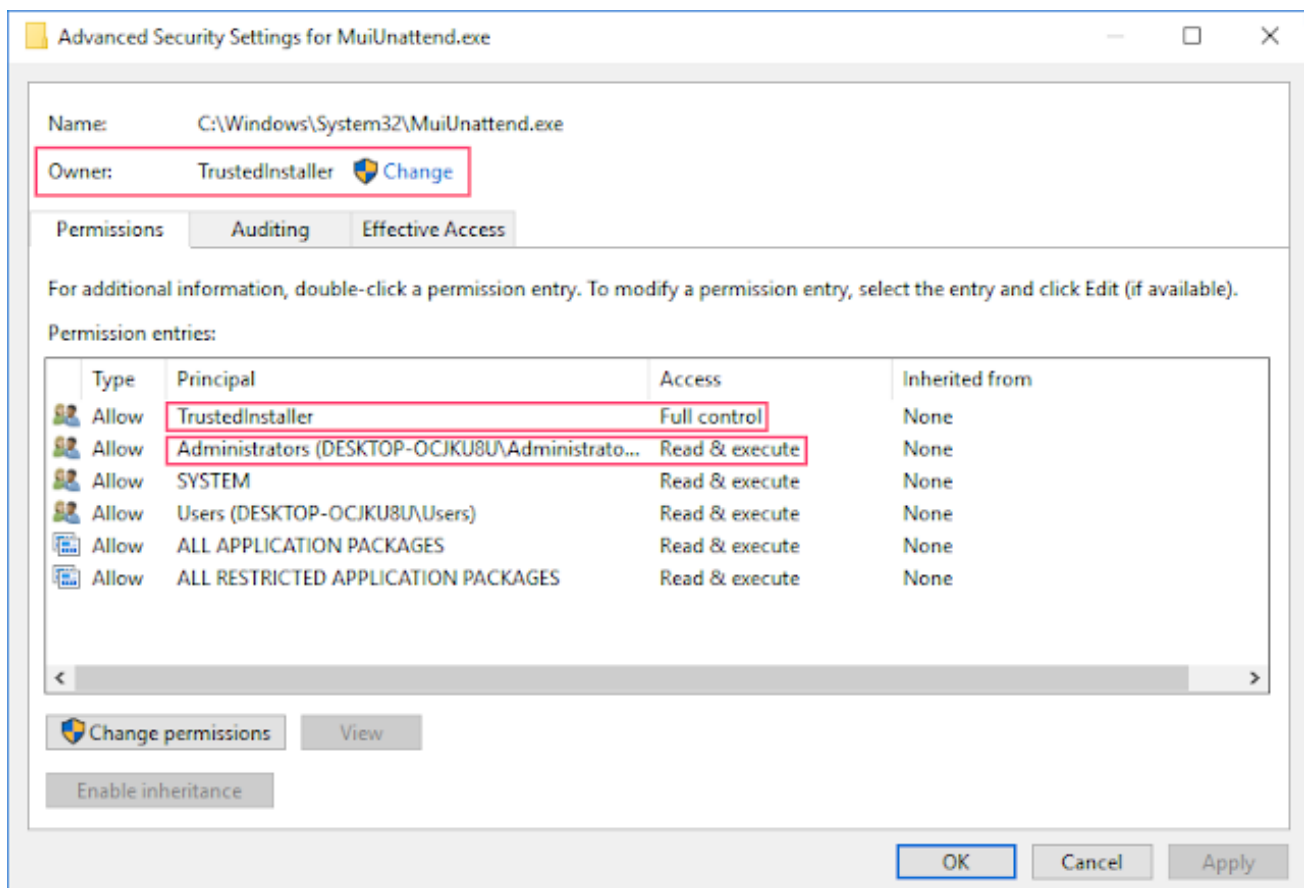 Advanced Security Settings for MuiUnattend.exe
Name: C:\Windows\System32\MuiUnattend.exe
Owner: TrustedInstaller Change
Permissions Auditing Effective Access
For additional information, double-click a permission entry. To modify a permission entry, select the entry and click Edit (if available).
Permission entries:
Type Principal Access Inherited from
Allow TrustedInstaller Full control None
Allow Administrators (DESKTOP-OCJKU8U\Administrato... Read & execute None
Allow SYSTEM Read & execute None
Allow Users (DESKTOP-OCJKU8U\Users) Read & execute None
Allow ALL APPLICATION PACKAGES Read & execute None
Allow ALL RESTRICTED APPLICATION PACKAGES Read & execute None
Change permissions View
Enable inheritance
OK Cancel Apply